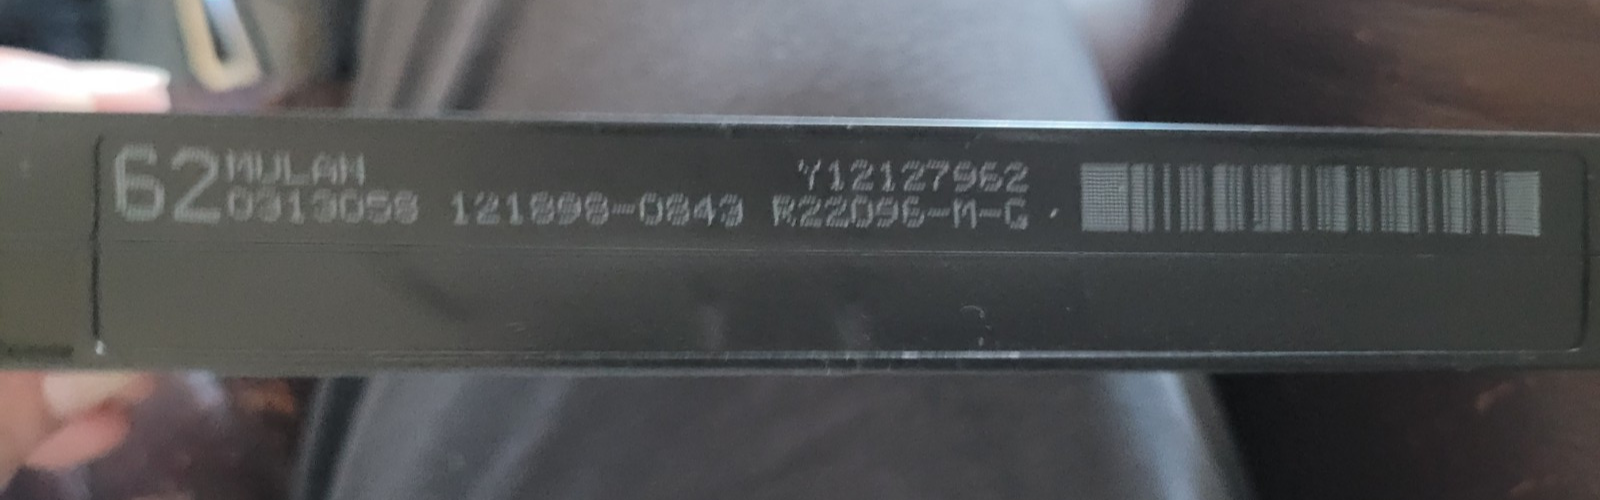 62 MULAN Y12127962
0313058 121898-0843 R22096-M-G